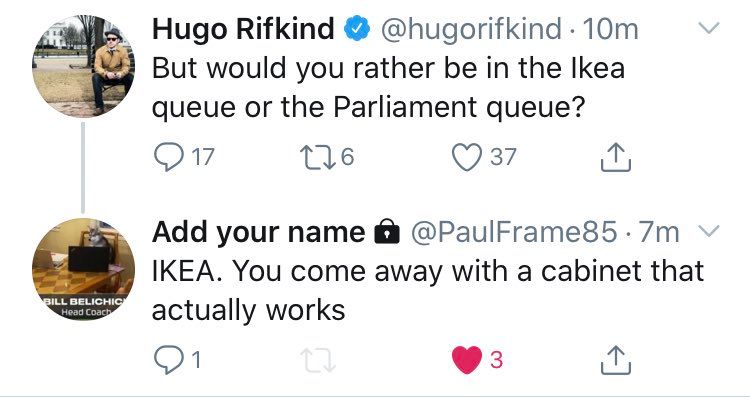 Hugo Rifkind @hugorifkind · 10m
But would you rather be in the Ikea
queue or the Parliament queue?
17 6 37
Add your name @PaulFrame85 · 7m
IKEA. You come away with a cabinet that
actually works
BILL BELICHIC
Head Coach
1 3